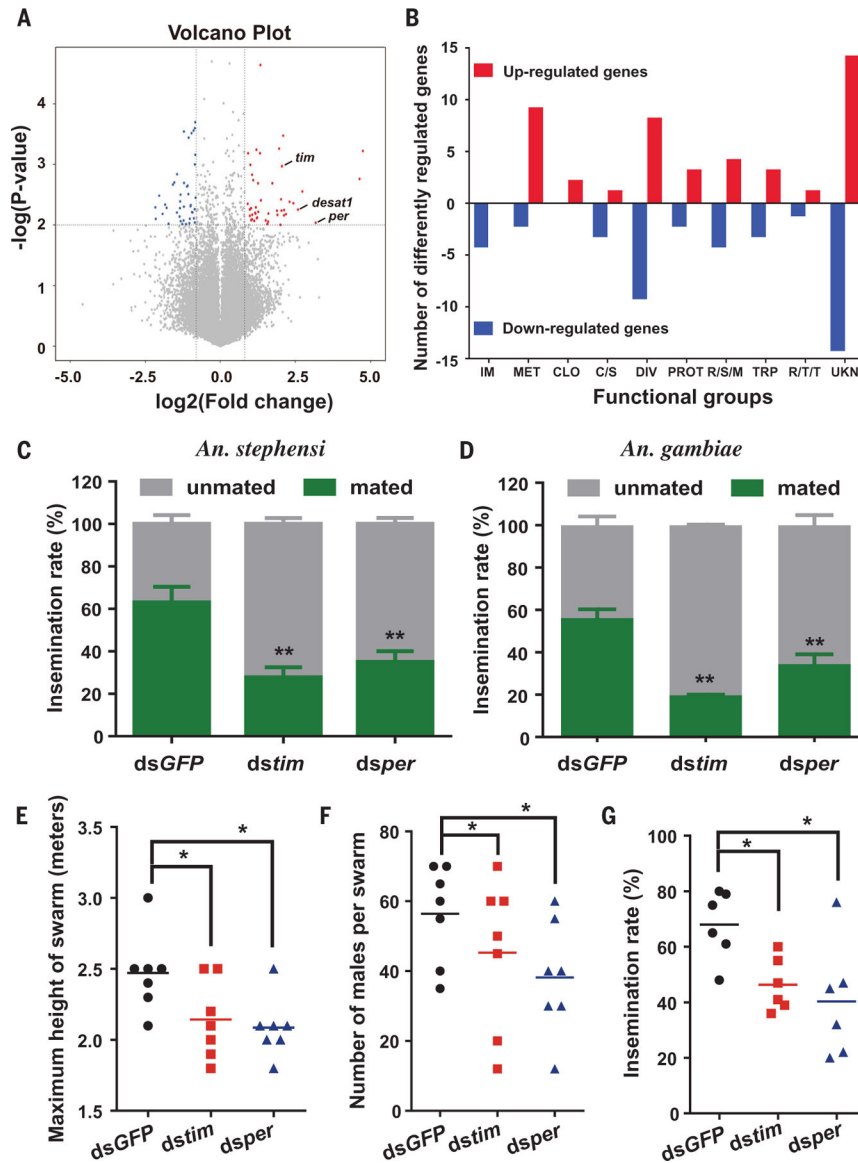 A
Volcano Plot
-log(P-value)
4
3
2
1
0
tim
desat1
per
-5.0 -2.5 0.0 2.5 5.0
log2(Fold change)
B
Number of differently regulated genes
15
10
5
0
-5
-10
-15
Up-regulated genes
Down-regulated genes
IM MET CLO C/S DIV PROT R/S/M TRP R/T/T UKN
Functional groups
C
An. stephensi
unmated mated
Insemination rate (%)
120
100
80
60
40
20
0
**
**
dsGFP dstim dsper
D
An. gambiae
unmated mated
Insemination rate (%)
120
100
80
60
40
20
0
**
**
dsGFP dstim dsper
E
Maximum height of swarm (meters)
3.5
3.0
2.5
2.0
1.5
*
*
dsGFP dstim dsper
F
Number of males per swarm
80
60
40
20
0
*
*
dsGFP dstim dsper
G
Insemination rate (%)
100
80
60
40
20
0
*
*
dsGFP dstim dsper